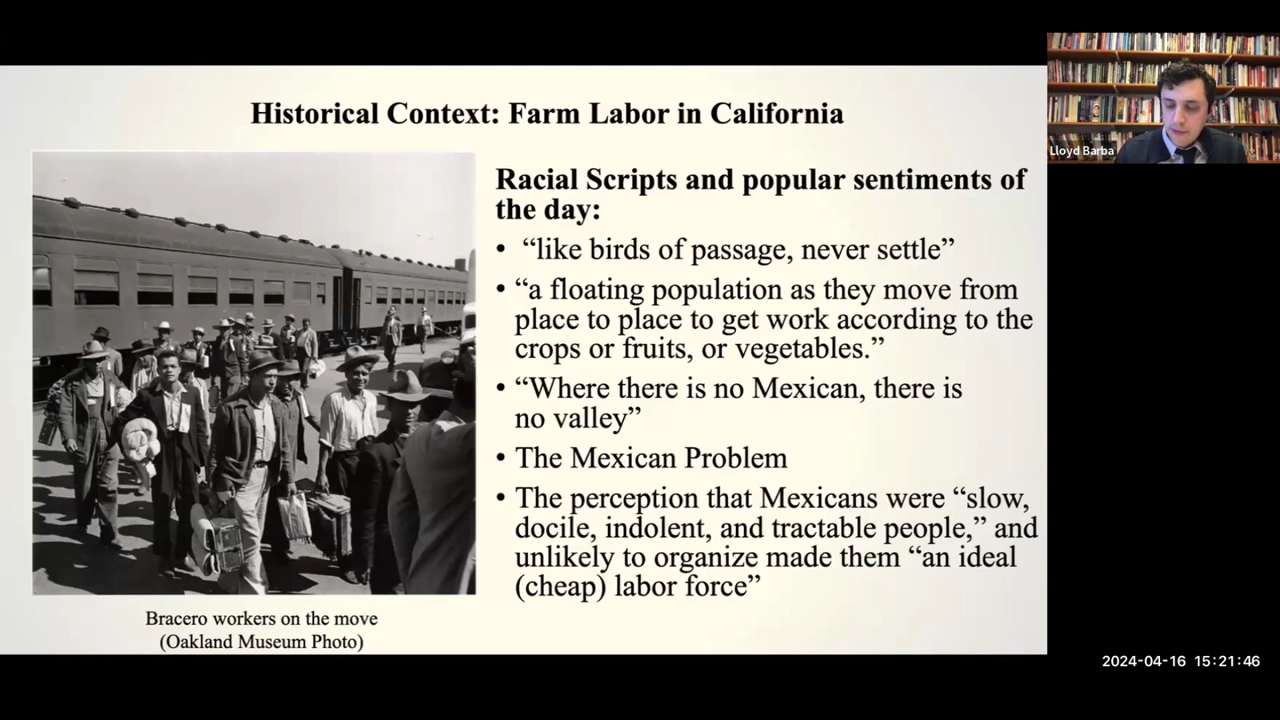 Historical Context: Farm Labor in California
Lloyd Barba
Racial Scripts and popular sentiments of
the day:
• “like birds of passage, never settle”
• “a floating population as they move from
place to place to get work according to the
crops or fruits, or vegetables.”
• “Where there is no Mexican, there is
no valley”
• The Mexican Problem
• The perception that Mexicans were “slow,
docile, indolent, and tractable people,” and
unlikely to organize made them “an ideal
(cheap) labor force”
Bracero workers on the move
(Oakland Museum Photo)
2024-04-16 15:21:46